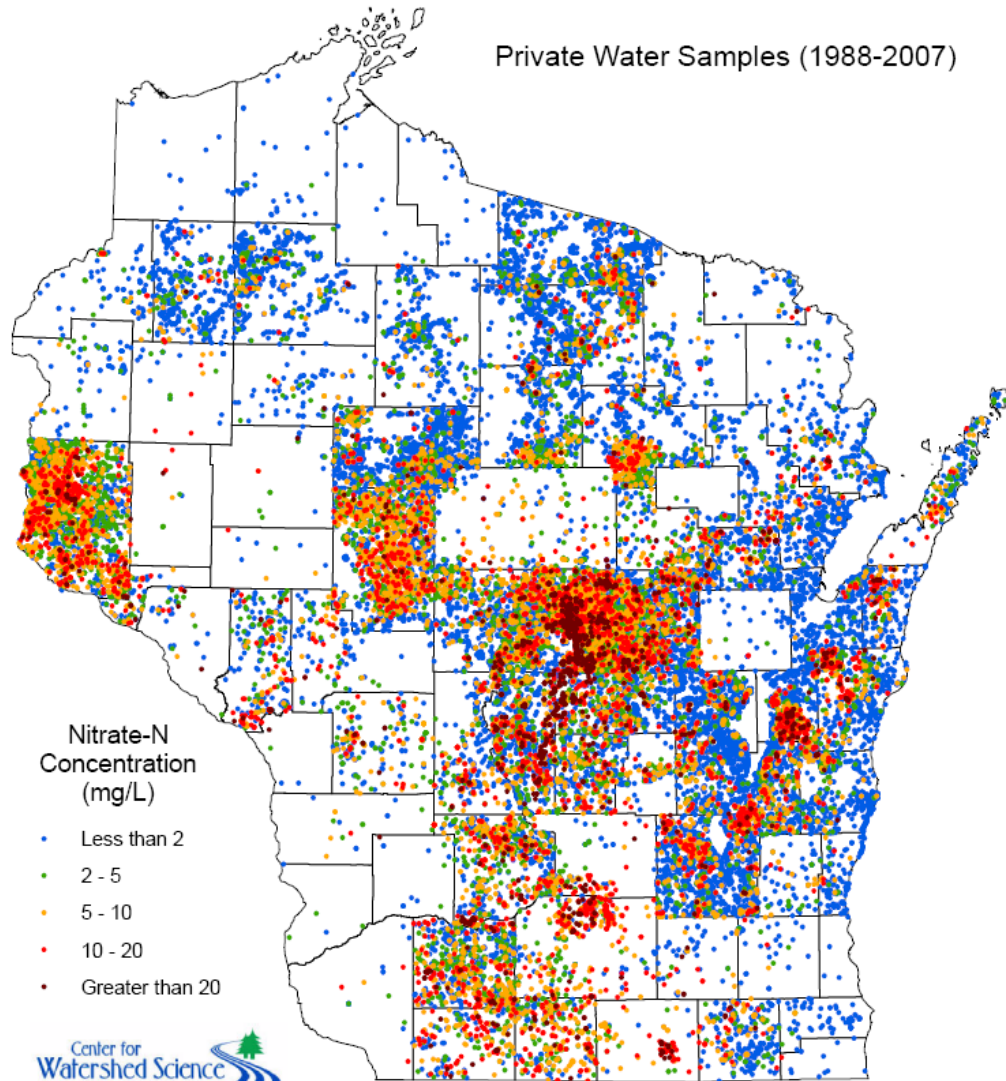 Private Water Samples (1988-2007)
Nitrate-N
Concentration
(mg/L)
Less than 2
2 - 5
5 - 10
10 - 20
Greater than 20
Center for
Watershed Science